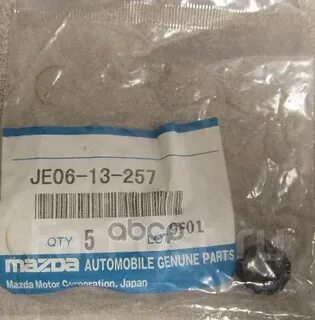 JE06-13-257
QTY 5 LOT 9F01
mazda AUTOMOBILE GENUINE PARTS
Mazda Motor Corporation, Japan